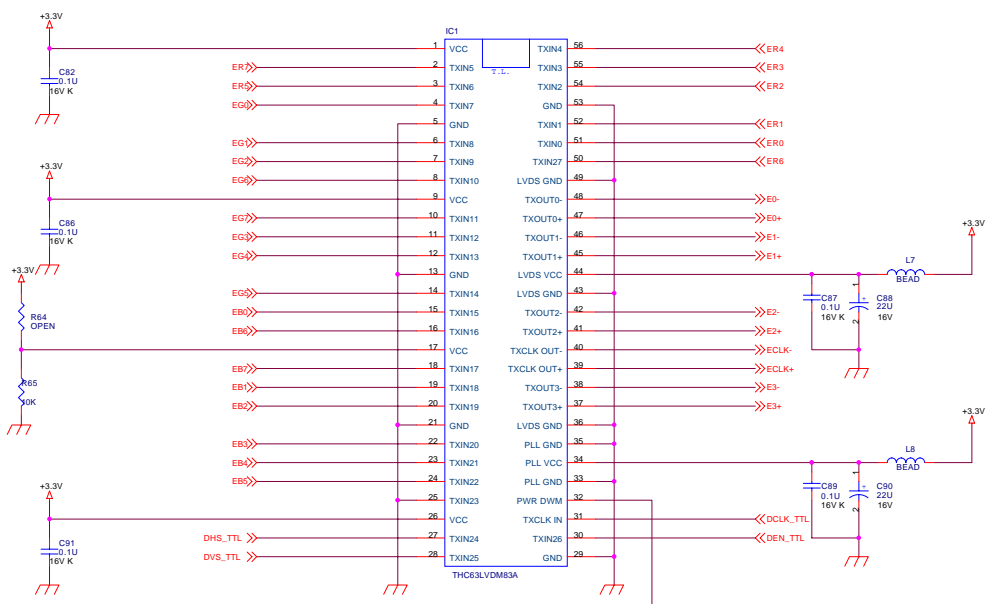 +3.3V
C82
0.1U
16V K
+3.3V
C86
0.1U
16V K
+3.3V
R64
OPEN
R65
10K
+3.3V
C91
0.1U
16V K
ER7
ER5
EG0
EG1
EG2
EG6
EG7
EG3
EG4
EG5
EB0
EB6
EB7
EB1
EB2
EB3
EB4
EB5
DHS_TTL
DVS_TTL
IC1
T.L.
1 VCC TXIN4 56
2 TXIN5 TXIN3 55
3 TXIN6 TXIN2 54
4 TXIN7 GND 53
5 GND TXIN1 52
6 TXIN8 TXIN0 51
7 TXIN9 TXIN27 50
8 TXIN10 LVDS GND 49
9 VCC TXOUT0- 48
10 TXIN11 TXOUT0+ 47
11 TXIN12 TXOUT1- 46
12 TXIN13 TXOUT1+ 45
13 GND LVDS VCC 44
14 TXIN14 LVDS GND 43
15 TXIN15 TXOUT2- 42
16 TXIN16 TXOUT2+ 41
17 VCC TXCLK OUT- 40
18 TXIN17 TXCLK OUT+ 39
19 TXIN18 TXOUT3- 38
20 TXIN19 TXOUT3+ 37
21 GND LVDS GND 36
22 TXIN20 PLL GND 35
23 TXIN21 PLL VCC 34
24 TXIN22 PLL GND 33
25 TXIN23 PWR DWM 32
26 VCC TXCLK IN 31
27 TXIN24 TXIN26 30
28 TXIN25 GND 29
THC63LVDM83A
ER4
ER3
ER2
ER1
ER0
ER6
E0-
E0+
E1-
E1+
E2-
E2+
ECLK-
ECLK+
E3-
E3+
DCLK_TTL
DEN_TTL
+3.3V
L7
BEAD
C87
0.1U
16V K
1
+
2
C88
22U
16V
+3.3V
L8
BEAD
C89
0.1U
16V K
1
+
2
C90
22U
16V